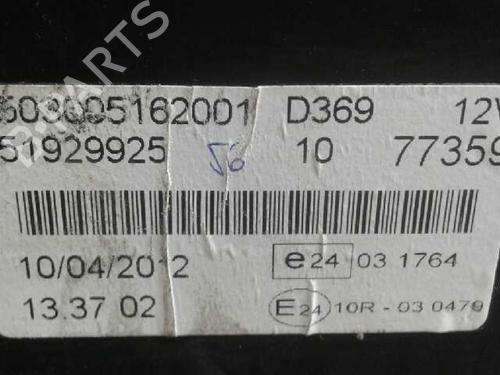 503005162001 D369 12V
51929925 56 10 77359
10/04/2012 e24 03 1764
13.37 02 E24 10R - 03 0479
B-PARTS